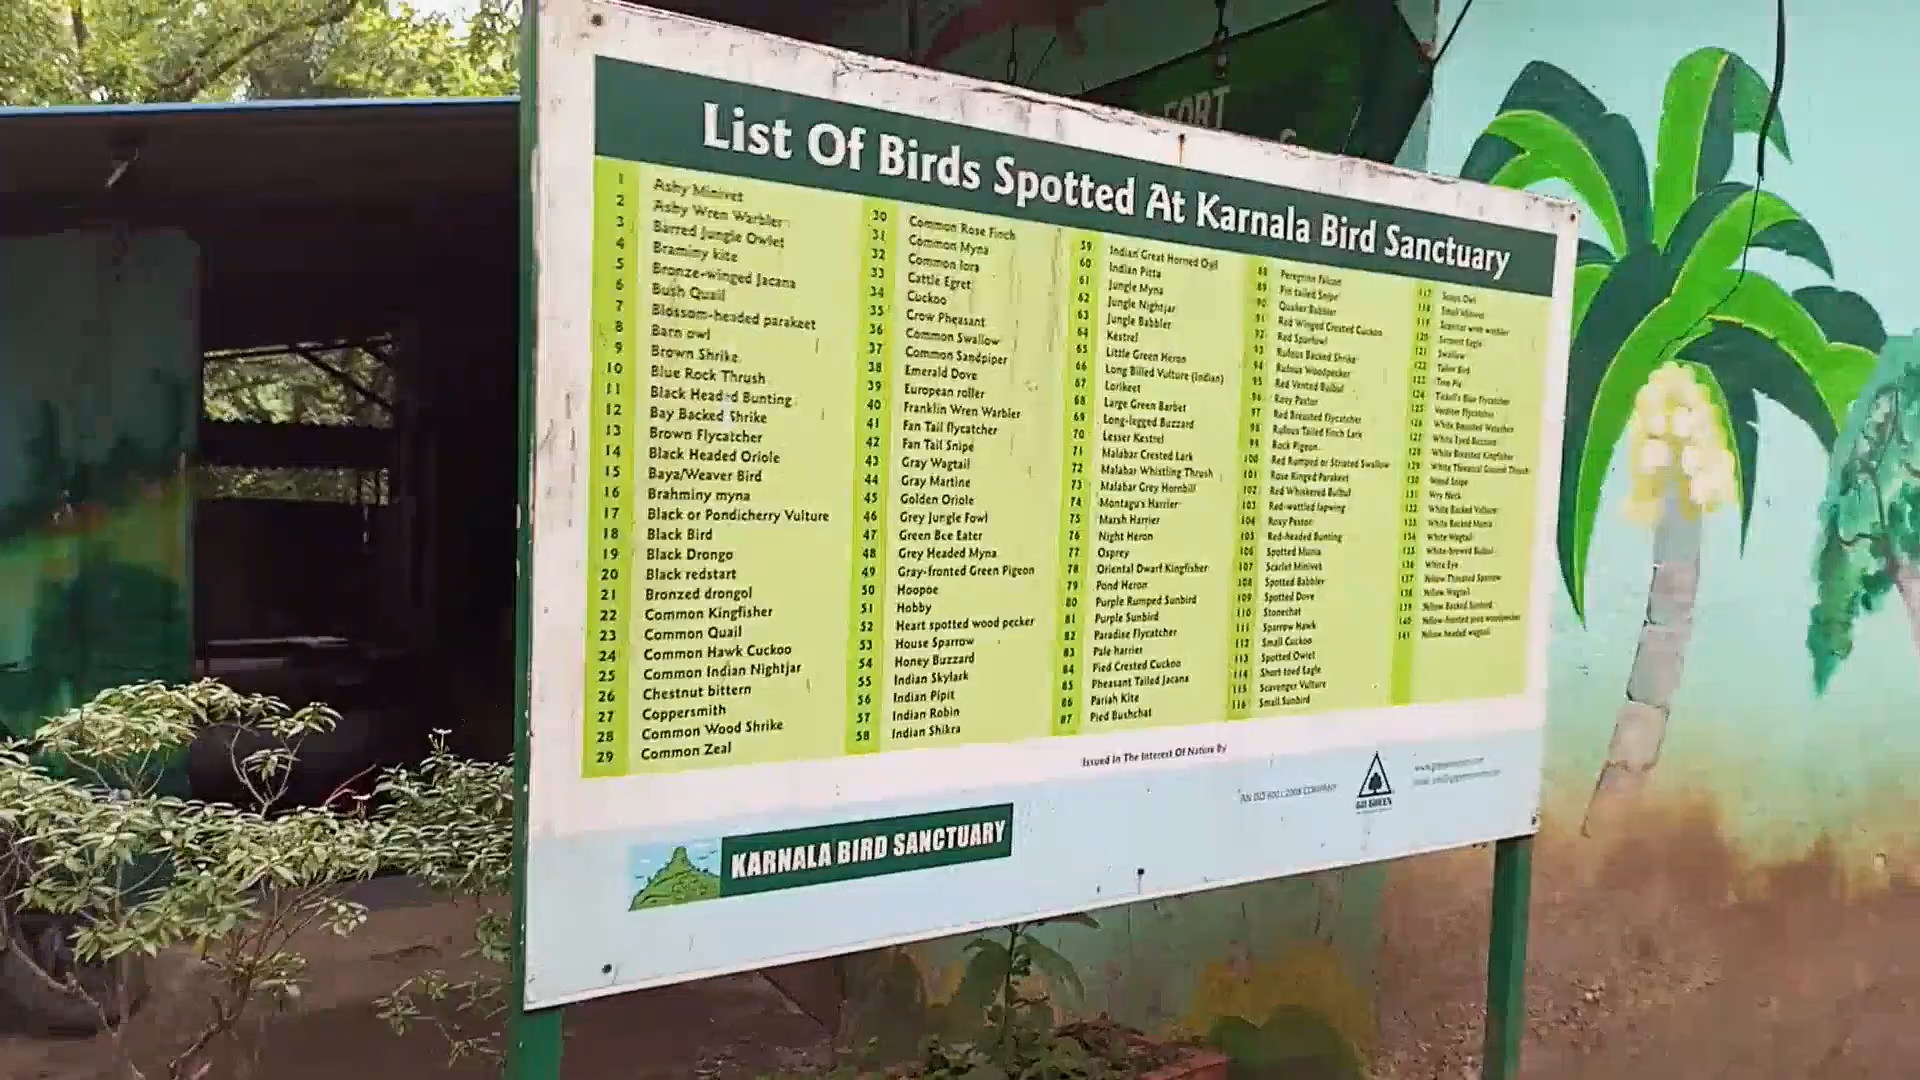 FORT
List Of Birds Spotted At Karnala Bird Sanctuary
1 Ashy Minivet
2 Ashy Wren Warbler
3 Barred Jungle Owlet
4 Braminy kite
5 Bronze-winged Jacana
6 Bush Quail
7 Blossom-headed parakeet
8 Barn owl
9 Brown Shrike
10 Blue Rock Thrush
11 Black Headed Bunting
12 Bay Backed Shrike
13 Brown Flycatcher
14 Black Headed Oriole
15 Baya/Weaver Bird
16 Brahminy myna
17 Black or Pondicherry Vulture
18 Black Bird
19 Black Drongo
20 Black redstart
21 Bronzed drongol
22 Common Kingfisher
23 Common Quail
24 Common Hawk Cuckoo
25 Common Indian Nightjar
26 Chestnut bittern
27 Coppersmith
28 Common Wood Shrike
29 Common Zeal
30 Common Rose Finch
31 Common Myna
32 Common Iora
33 Cattle Egret
34 Cuckoo
35 Crow Pheasant
36 Common Swallow
37 Common Sandpiper
38 Emerald Dove
39 European roller
40 Franklin Wren Warbler
41 Fan Tail flycatcher
42 Fan Tail Snipe
43 Gray Wagtail
44 Gray Martine
45 Golden Oriole
46 Grey Jungle Fowl
47 Green Bee Eater
48 Grey Headed Myna
49 Gray-fronted Green Pigeon
50 Hoopoe
51 Hobby
52 Heart spotted wood pecker
53 House Sparrow
54 Honey Buzzard
55 Indian Skylark
56 Indian Pipit
57 Indian Robin
58 Indian Shikra
59 Indian Great Horned Owl
60 Indian Pitta
61 Jungle Myna
62 Jungle Nightjar
63 Jungle Babbler
64 Kestrel
65 Little Green Heron
66 Long Billed Vulture (Indian)
67 Lorikeet
68 Large Green Barbet
69 Long-legged Buzzard
70 Lesser Kestrel
71 Malabar Crested Lark
72 Malabar Whistling Thrush
73 Malabar Grey Hornbill
74 Montagu's Harrier
75 Marsh Harrier
76 Night Heron
77 Osprey
78 Oriental Dwarf Kingfisher
79 Pond Heron
80 Purple Rumped Sunbird
81 Purple Sunbird
82 Paradise Flycatcher
83 Pale harrier
84 Pied Crested Cuckoo
85 Pheasant Tailed Jacana
86 Pariah Kite
87 Pied Bushchat
88 Peregrine Falcon
89 Pin tailed Snipe
90 Quaker Babbler
91 Red Winged Crested Cuckoo
92 Red Spurfowl
93 Rufous Backed Shrike
94 Rufous Woodpecker
95 Red Vented Bulbul
96 Rosy Pastor
97 Red Breasted Flycatcher
98 Rufous Tailed Finch Lark
99 Rock Pigeon
100 Red Rumped or Striated Swallow
101 Rose Ringed Parakeet
102 Red Whiskered Bulbul
103 Red-wattled lapwing
104 Rosy Pastor
105 Red-headed Bunting
106 Spotted Munia
107 Scarlet Minivet
108 Spotted Babbler
109 Spotted Dove
110 Stonechat
111 Sparrow Hawk
112 Small Cuckoo
113 Spotted Owlet
114 Short toed Eagle
115 Scavenger Vulture
116 Small Sunbird
117 Scops Owl
118 Small Minivet
119 Scimitar wren warbler
120 Serpent Eagle
121 Swallow
122 Tailor Bird
123 Tree Pie
124 Tickell's Blue Flycatcher
125 Verditer Flycatcher
126 White Breasted
127 White Eyed Buzzard
128 White Breasted Kingfisher
129 White Throated Ground Thrush
130 Wood Snipe
131 Wry Neck
132 White Backed Vulture
133 White Backed Munia
134 White Wagtail
135 White-browed Bulbul
136 White Eye
137 Yellow Throated Sparrow
138 Yellow Wagtail
139 Yellow Backed Sunbird
140 Yellow-fronted pied woodpecker
141 Yellow headed wagtail
Issued In The Interest Of Nature By
AN ISO 9001:2008 COMPANY
GO GREEN
KARNALA BIRD SANCTUARY